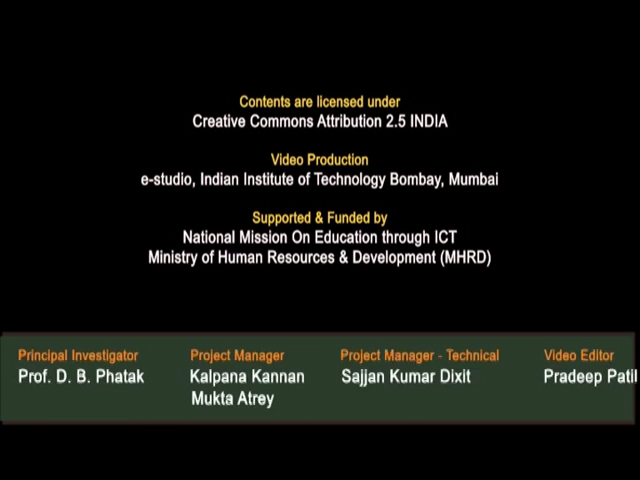 Contents are licensed under
Creative Commons Attribution 2.5 INDIA
Video Production
e-studio, Indian Institute of Technology Bombay, Mumbai
Supported & Funded by
National Mission On Education through ICT
Ministry of Human Resources & Development (MHRD)
Principal Investigator
Prof. D. B. Phatak
Project Manager
Kalpana Kannan
Mukta Atrey
Project Manager - Technical
Sajjan Kumar Dixit
Video Editor
Pradeep Patil